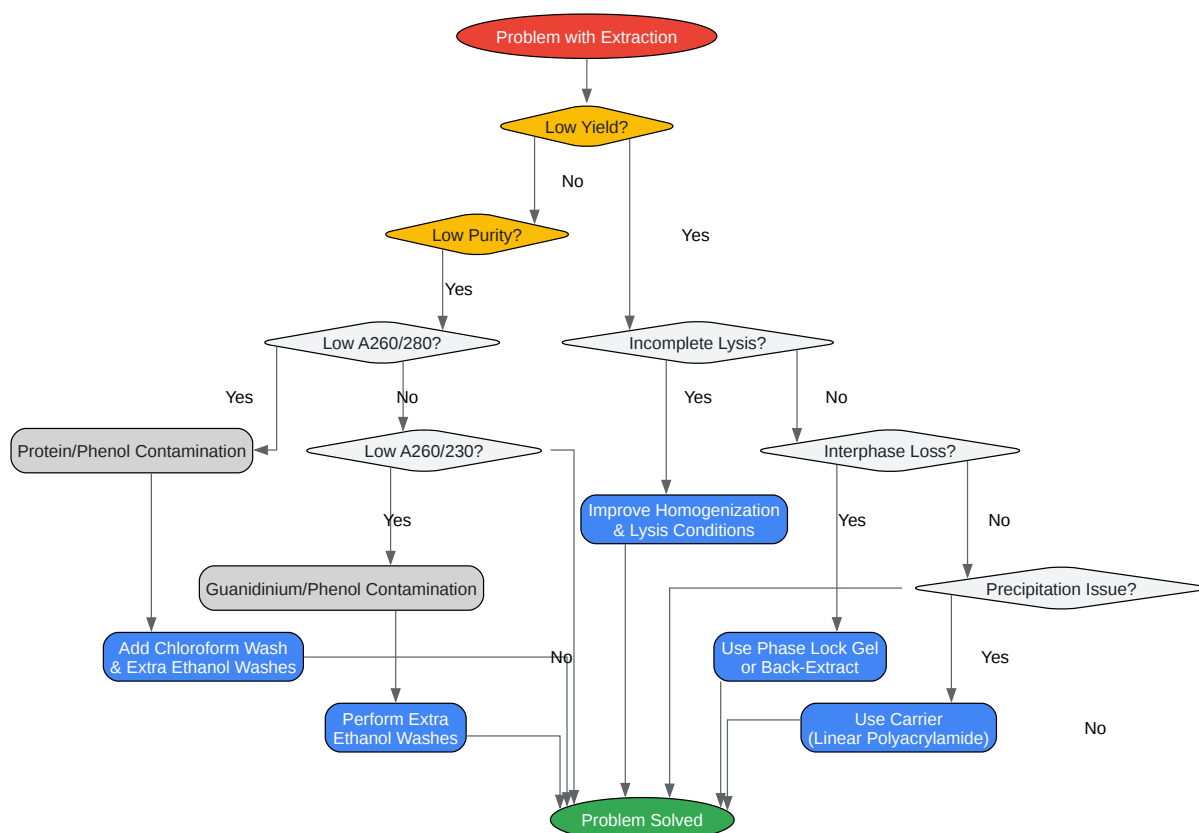 Problem with Extraction
Low Yield?
No
Low Purity?
Yes
Yes
Low A260/280?
Incomplete Lysis?
Yes
No
Yes
No
Protein/Phenol Contamination
Low A260/230?
Interphase Loss?
Improve Homogenization
& Lysis Conditions
Yes
Yes
No
Guanidinium/Phenol Contamination
Precipitation Issue?
Add Chloroform Wash
& Extra Ethanol Washes
No
Use Phase Lock Gel
or Back-Extract
Yes
Perform Extra
Ethanol Washes
Use Carrier
(Linear Polyacrylamide)
No
Problem Solved